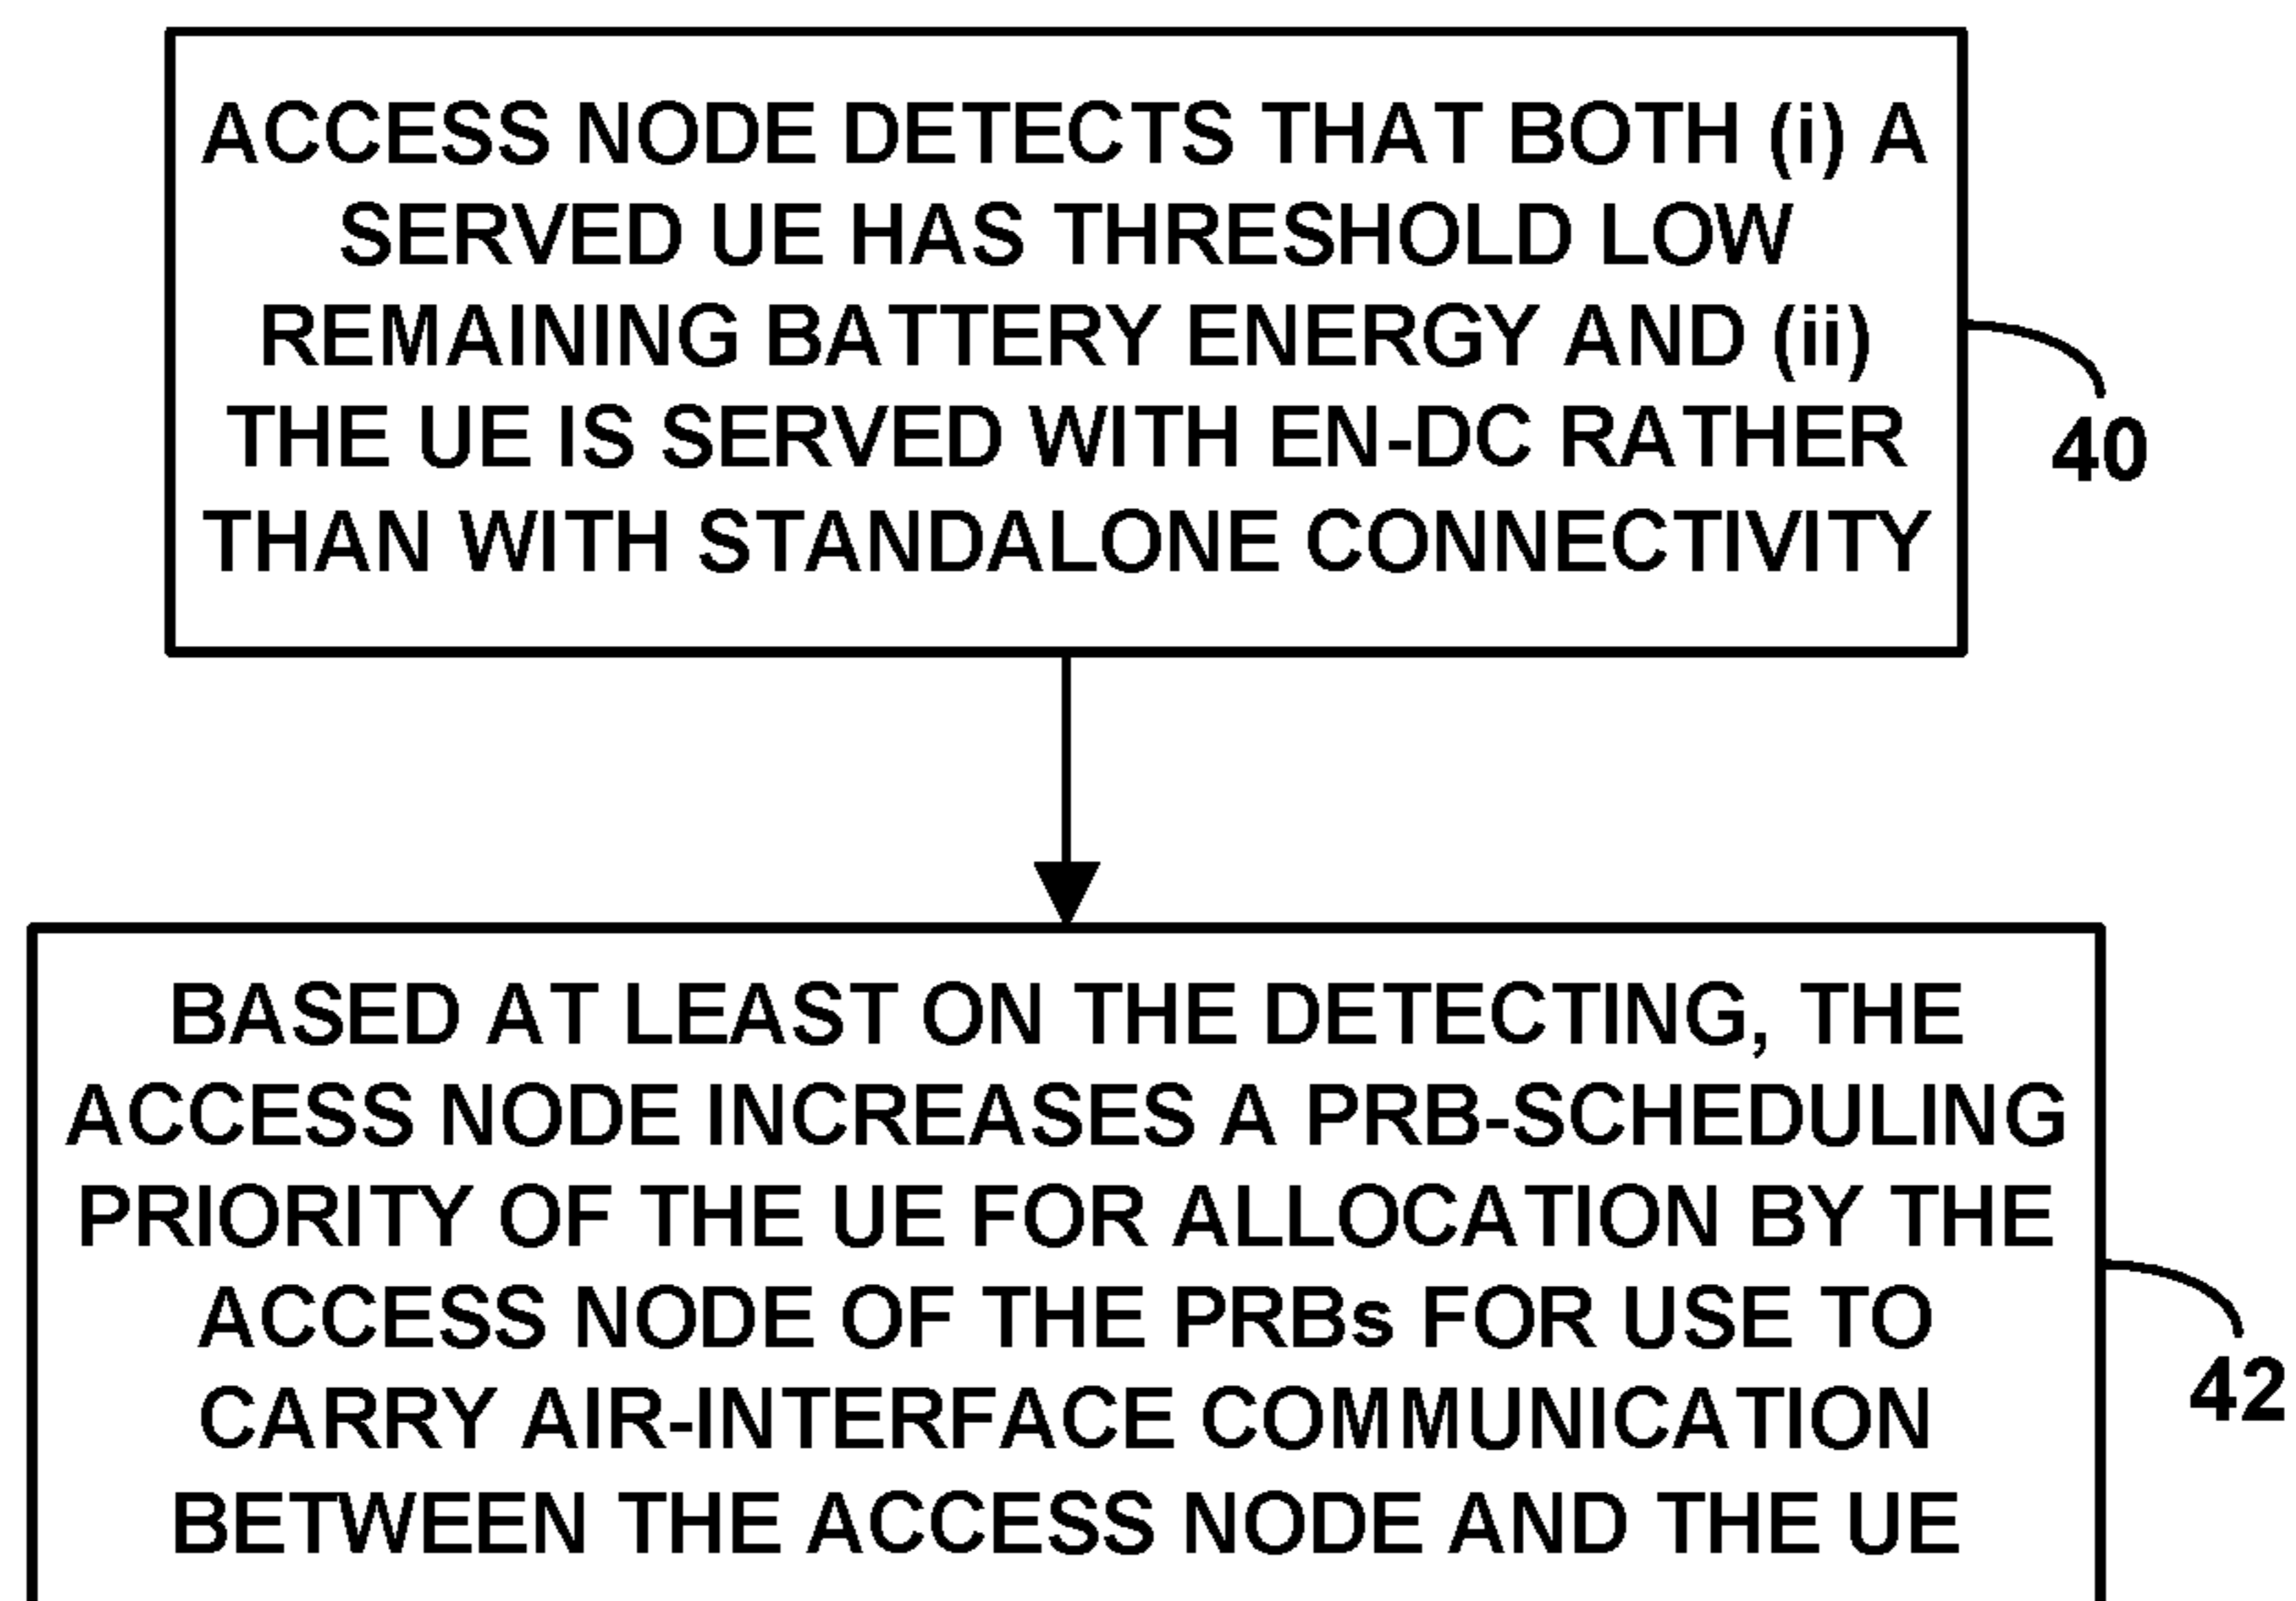 ACCESS NODE DETECTS THAT BOTH (i) A
SERVED UE HAS THRESHOLD LOW
REMAINING BATTERY ENERGY AND (ii)
THE UE IS SERVED WITH EN-DC RATHER
THAN WITH STANDALONE CONNECTIVITY
40
BASED AT LEAST ON THE DETECTING, THE
ACCESS NODE INCREASES A PRB-SCHEDULING
PRIORITY OF THE UE FOR ALLOCATION BY THE
ACCESS NODE OF THE PRBs FOR USE TO
CARRY AIR-INTERFACE COMMUNICATION
BETWEEN THE ACCESS NODE AND THE UE
42